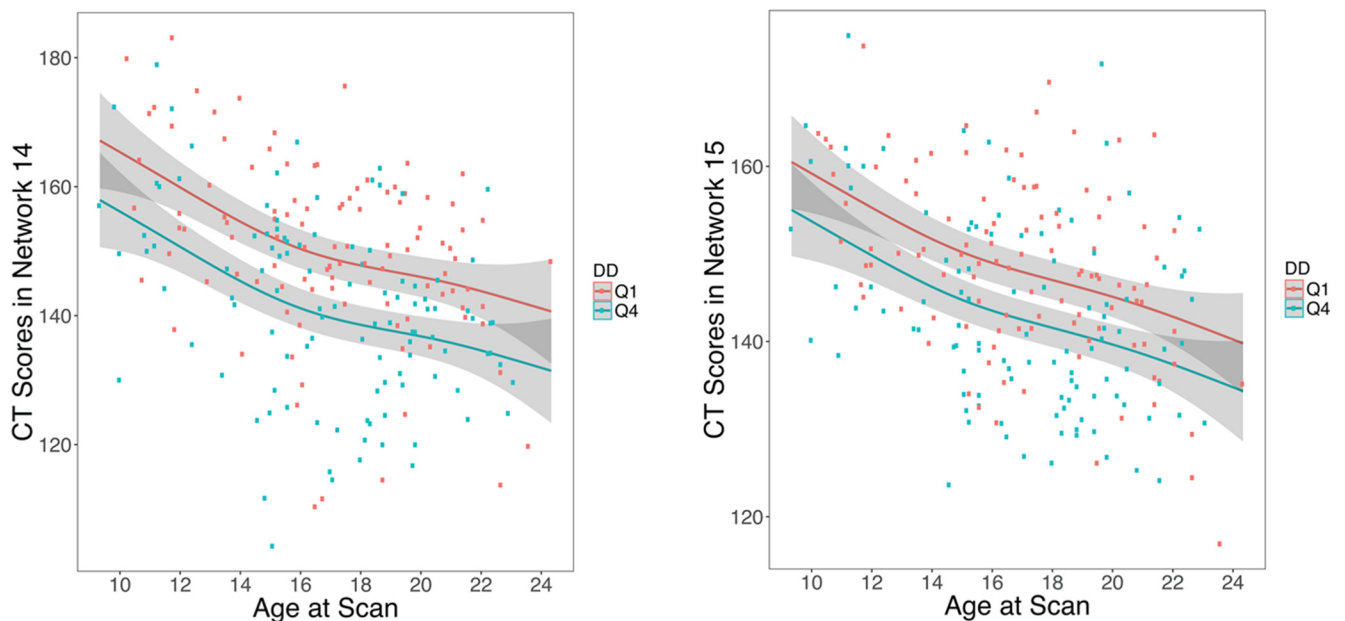 CT Scores in Network 14
180
160
140
120
10 12 14 16 18 20 22 24
Age at Scan
DD
Q1
Q4
CT Scores in Network 15
160
140
120
10 12 14 16 18 20 22 24
Age at Scan
DD
Q1
Q4